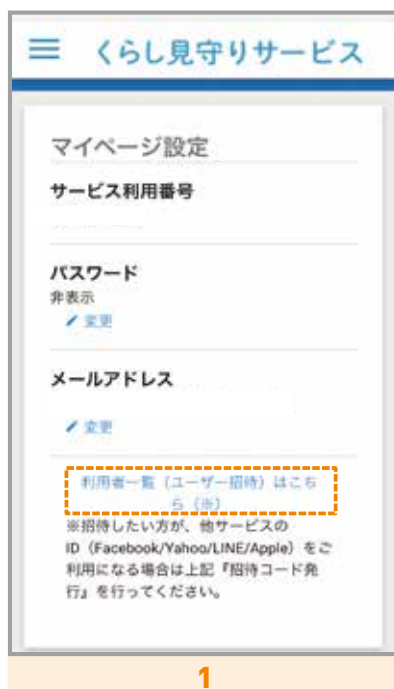 くらし見守りサービス
マイページ設定
サービス利用番号
パスワード
非表示
変更
メールアドレス
変更
利用者一覧（ユーザー招待）はこち
ら（※）
※招待したい方が、他サービスの
ID（Facebook/Yahoo/LINE/Apple）をご
利用になる場合は上記『招待コード発
行』を行ってください。
1